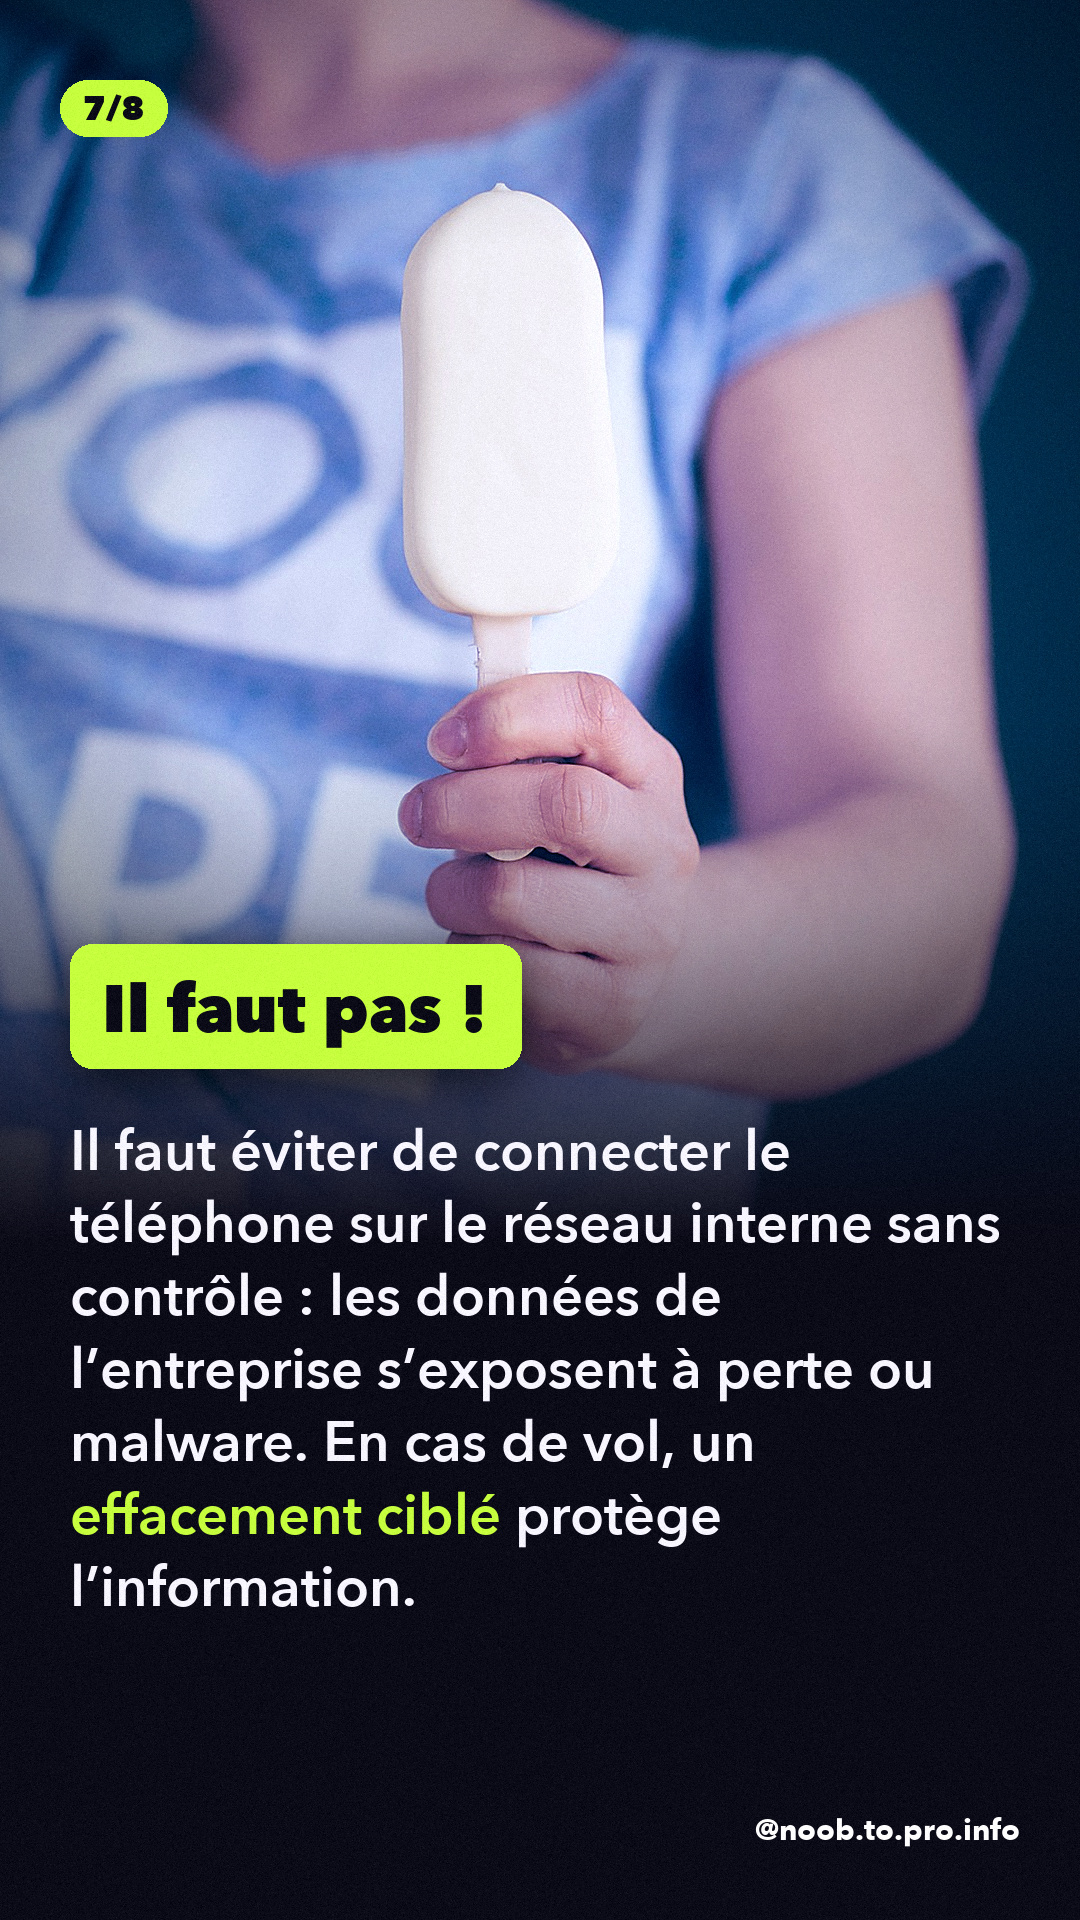 7/8
YOU
PE
Il faut pas !
Il faut éviter de connecter le
téléphone sur le réseau interne sans
contrôle : les données de
l’entreprise s’exposent à perte ou
malware. En cas de vol, un
effacement ciblé protège
l’information.
@noob.to.pro.info